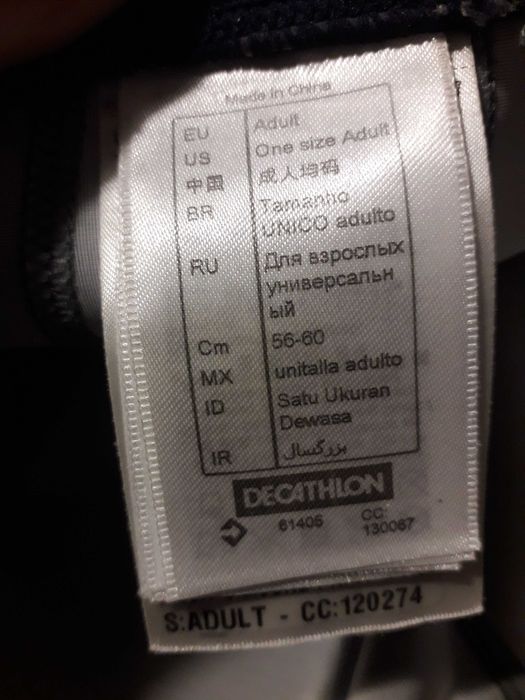 Made in China
EU Adult
US One size Adult
中国 成人均码
BR Tamanho
UNICO adulto
RU Для взрослых
универсальн
ый
Cm 56-60
MX unitalla adulto
ID Satu Ukuran
Dewasa
IR بزرگسال
DECATHLON
61405 CC:
130067
S:ADULT - CC:120274